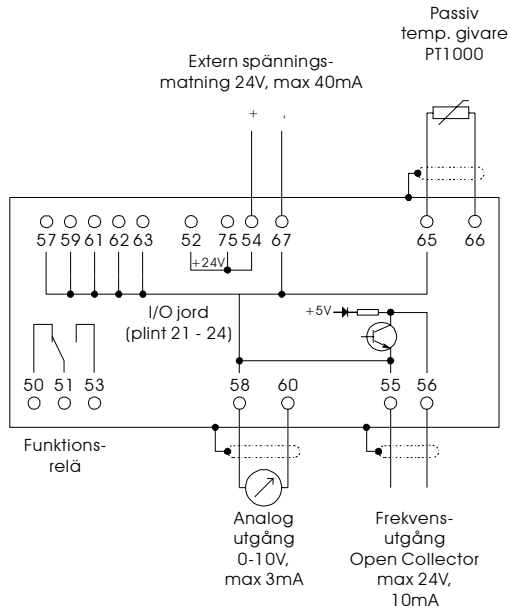 Passiv
temp. givare
PT1000
Extern spännings-
matning 24V, max 40mA
+ -
57 59 61 62 63 52 75 54 67 65 66
+24V
I/O jord
(plint 21 - 24)
+5V
50 51 53 58 60 55 56
Funktions-
relä
Analog
utgång
0-10V,
max 3mA
Frekvens-
utgång
Open Collector
max 24V,
10mA